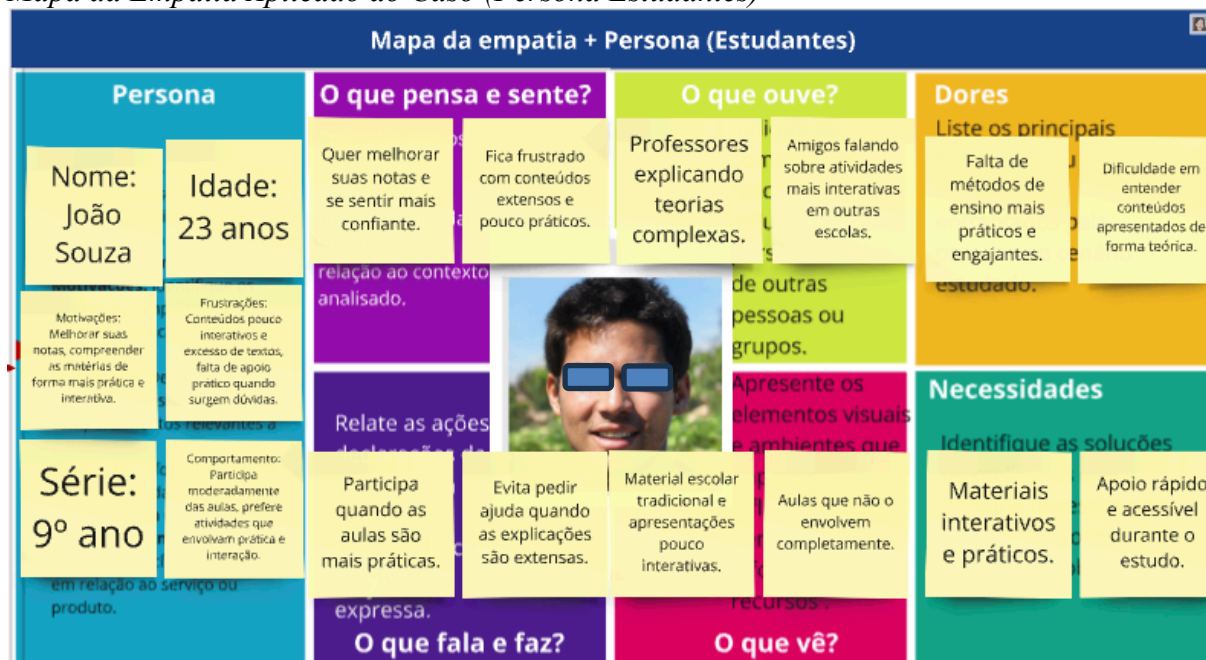 Mapa da Empatia Aplicado ao Caso (Persona Estudantes)
Mapa da empatia + Persona (Estudantes)
Persona
Nome:
João
Souza
Idade:
23 anos
Motivações:
Melhorar suas
notas, compreender
as matérias de
forma mais prática e
interativa.
Frustrações:
Conteúdos pouco
interativos e
excesso de textos,
falta de apoio
prático quando
surgem dúvidas.
Série:
9º ano
Comportamento:
Participa
moderadamente
das aulas, prefere
atividades que
envolvam prática e
interação.
em relação ao serviço ou
produto.
O que pensa e sente?
Quer melhorar
suas notas e
se sentir mais
confiante.
Fica frustrado
com conteúdos
extensos e
pouco práticos.
relação ao contexto
analisado.
O que ouve?
Professores
explicando
teorias
complexas.
Amigos falando
sobre atividades
mais interativas
em outras
escolas.
de outras
pessoas ou
grupos.
Dores
Liste os principais
Falta de
métodos de
ensino mais
práticos e
engajantes.
Dificuldade em
entender
conteúdos
apresentados de
forma teórica.
estudado.
Relate as ações
Participa
quando as
aulas são
mais práticas.
Evita pedir
ajuda quando
as explicações
são extensas.
expressa.
O que fala e faz?
Apresente os
elementos visuais
e ambientes que
Material escolar
tradicional e
apresentações
pouco
interativas.
Aulas que não o
envolvem
completamente.
recursos .
O que vê?
Necessidades
Identifique as soluções
Materiais
interativos
e práticos.
Apoio rápido
e acessível
durante o
estudo.